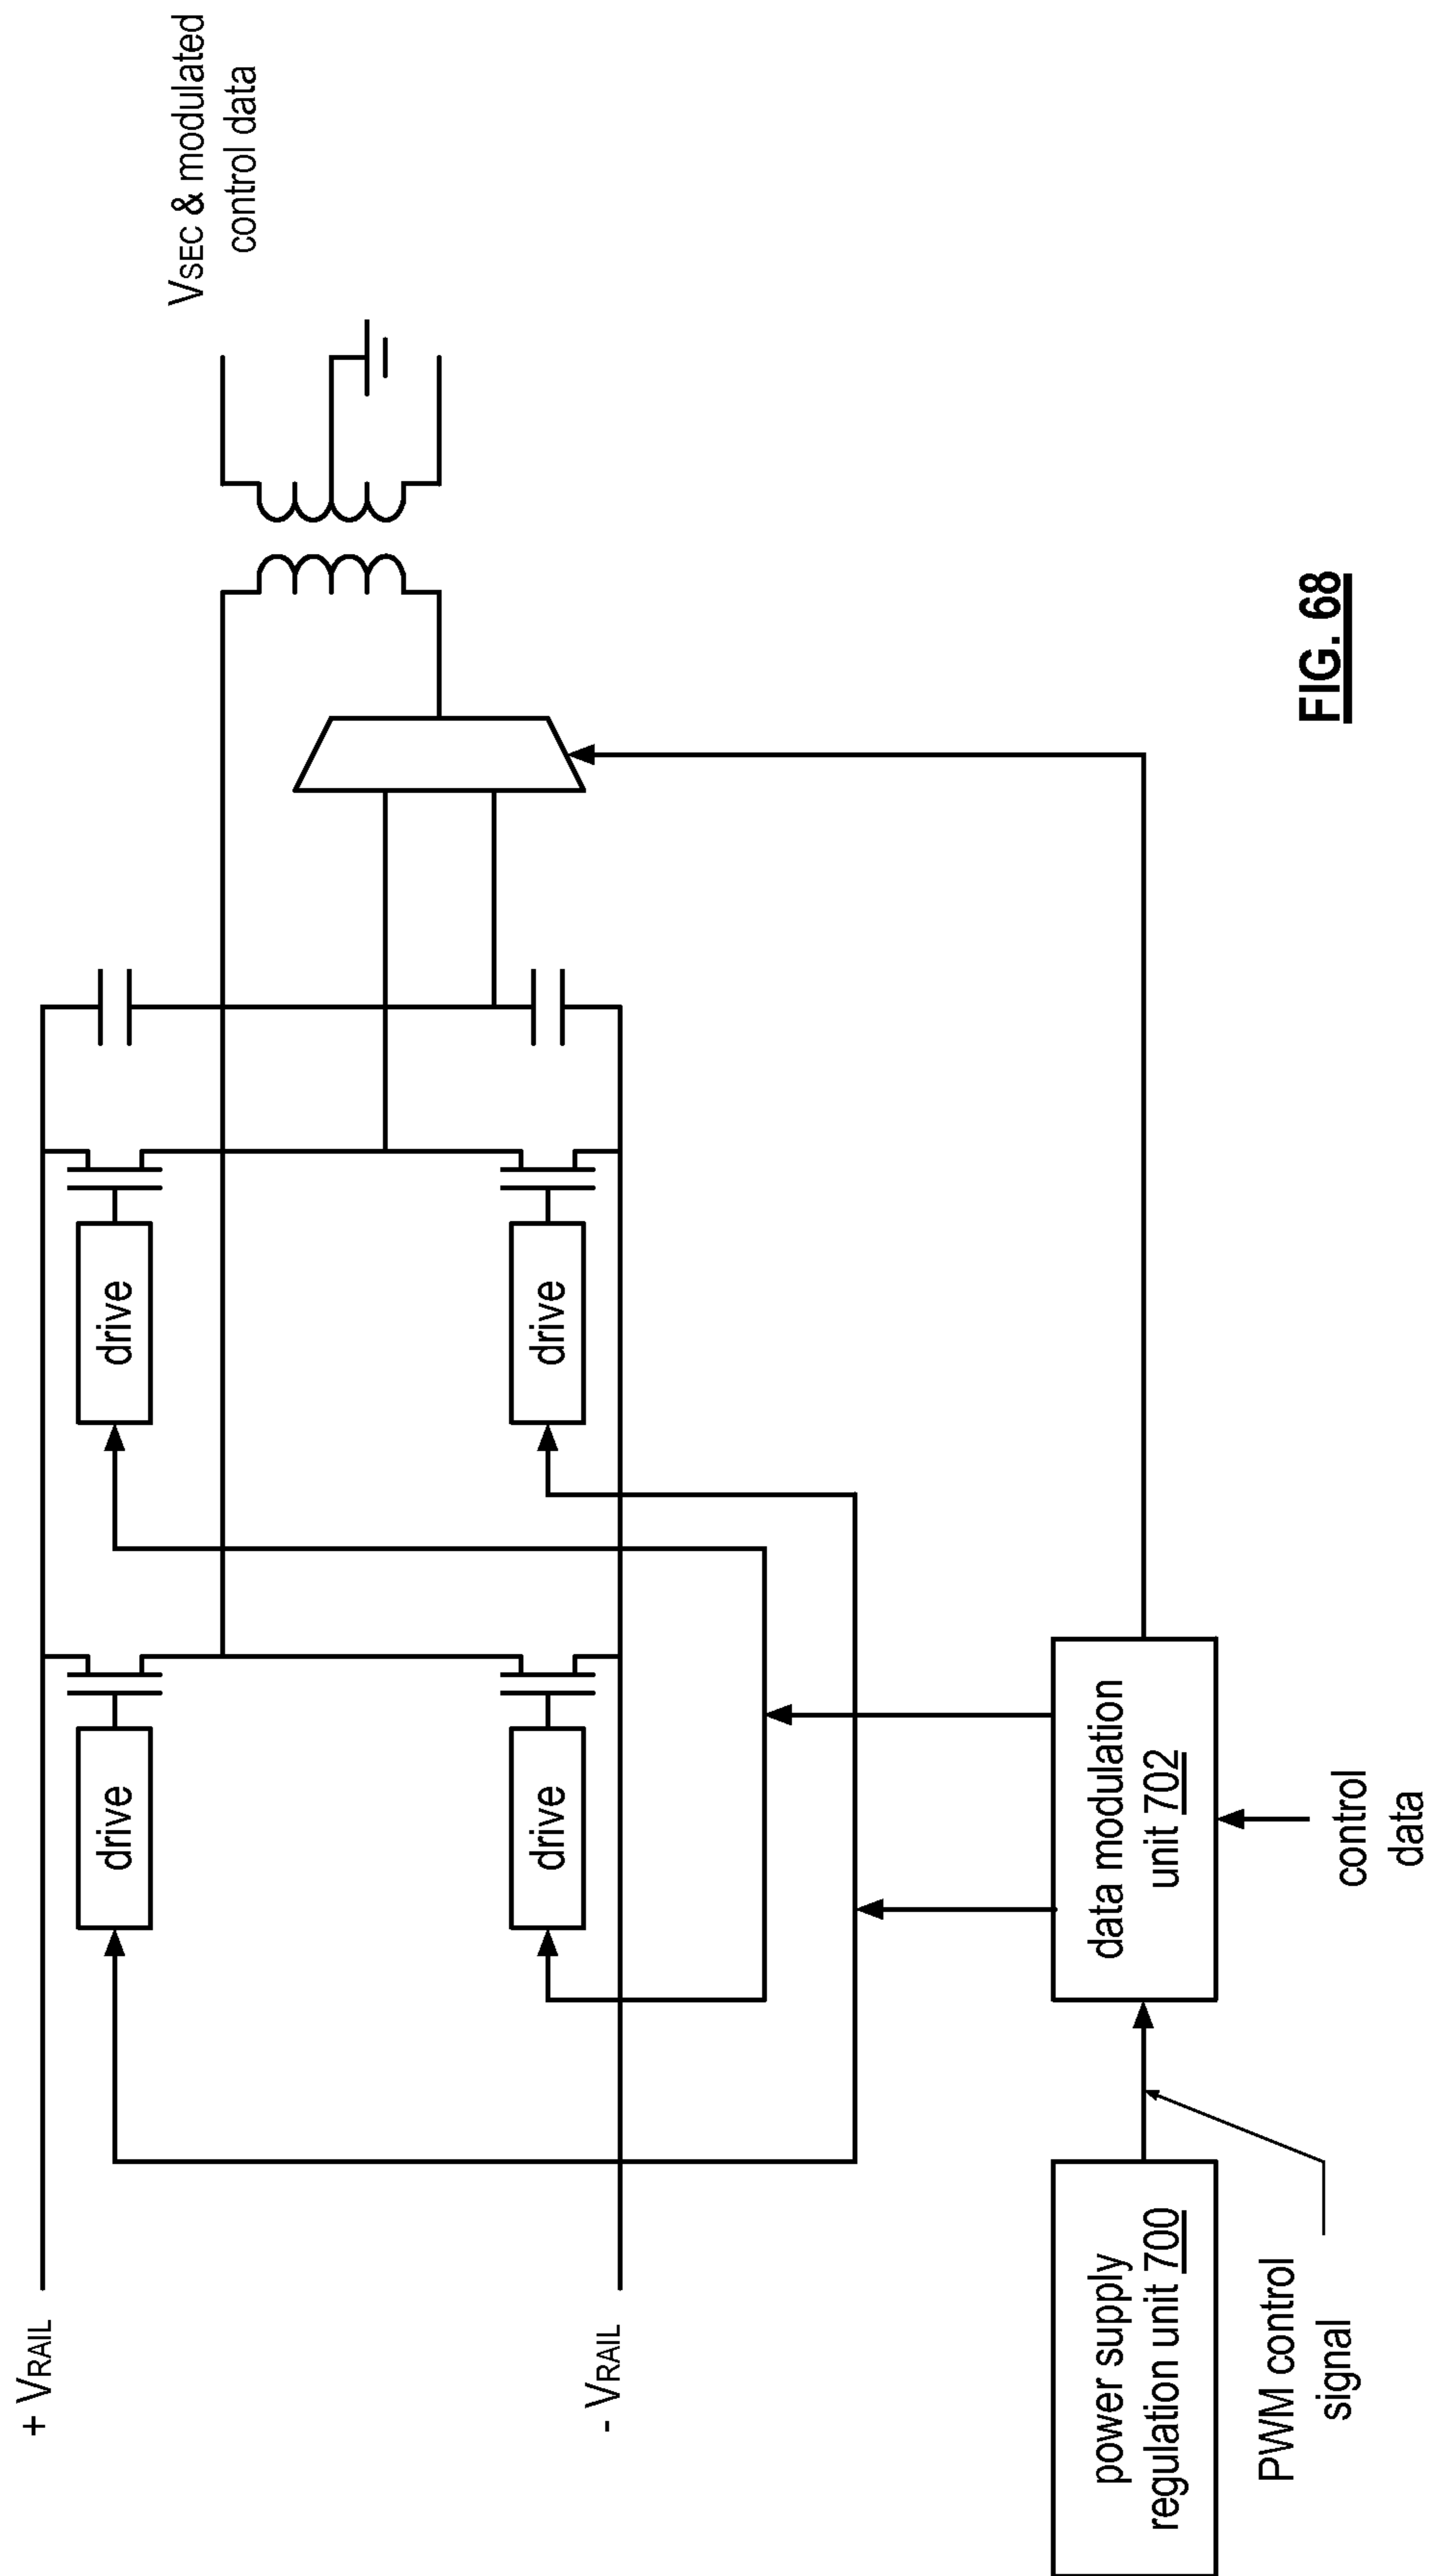 + VRAIL
drive
drive
VSEC & modulated
control data
- VRAIL
drive
drive
power supply
regulation unit 700
PWM control
signal
data modulation
unit 702
control
data
FIG. 68